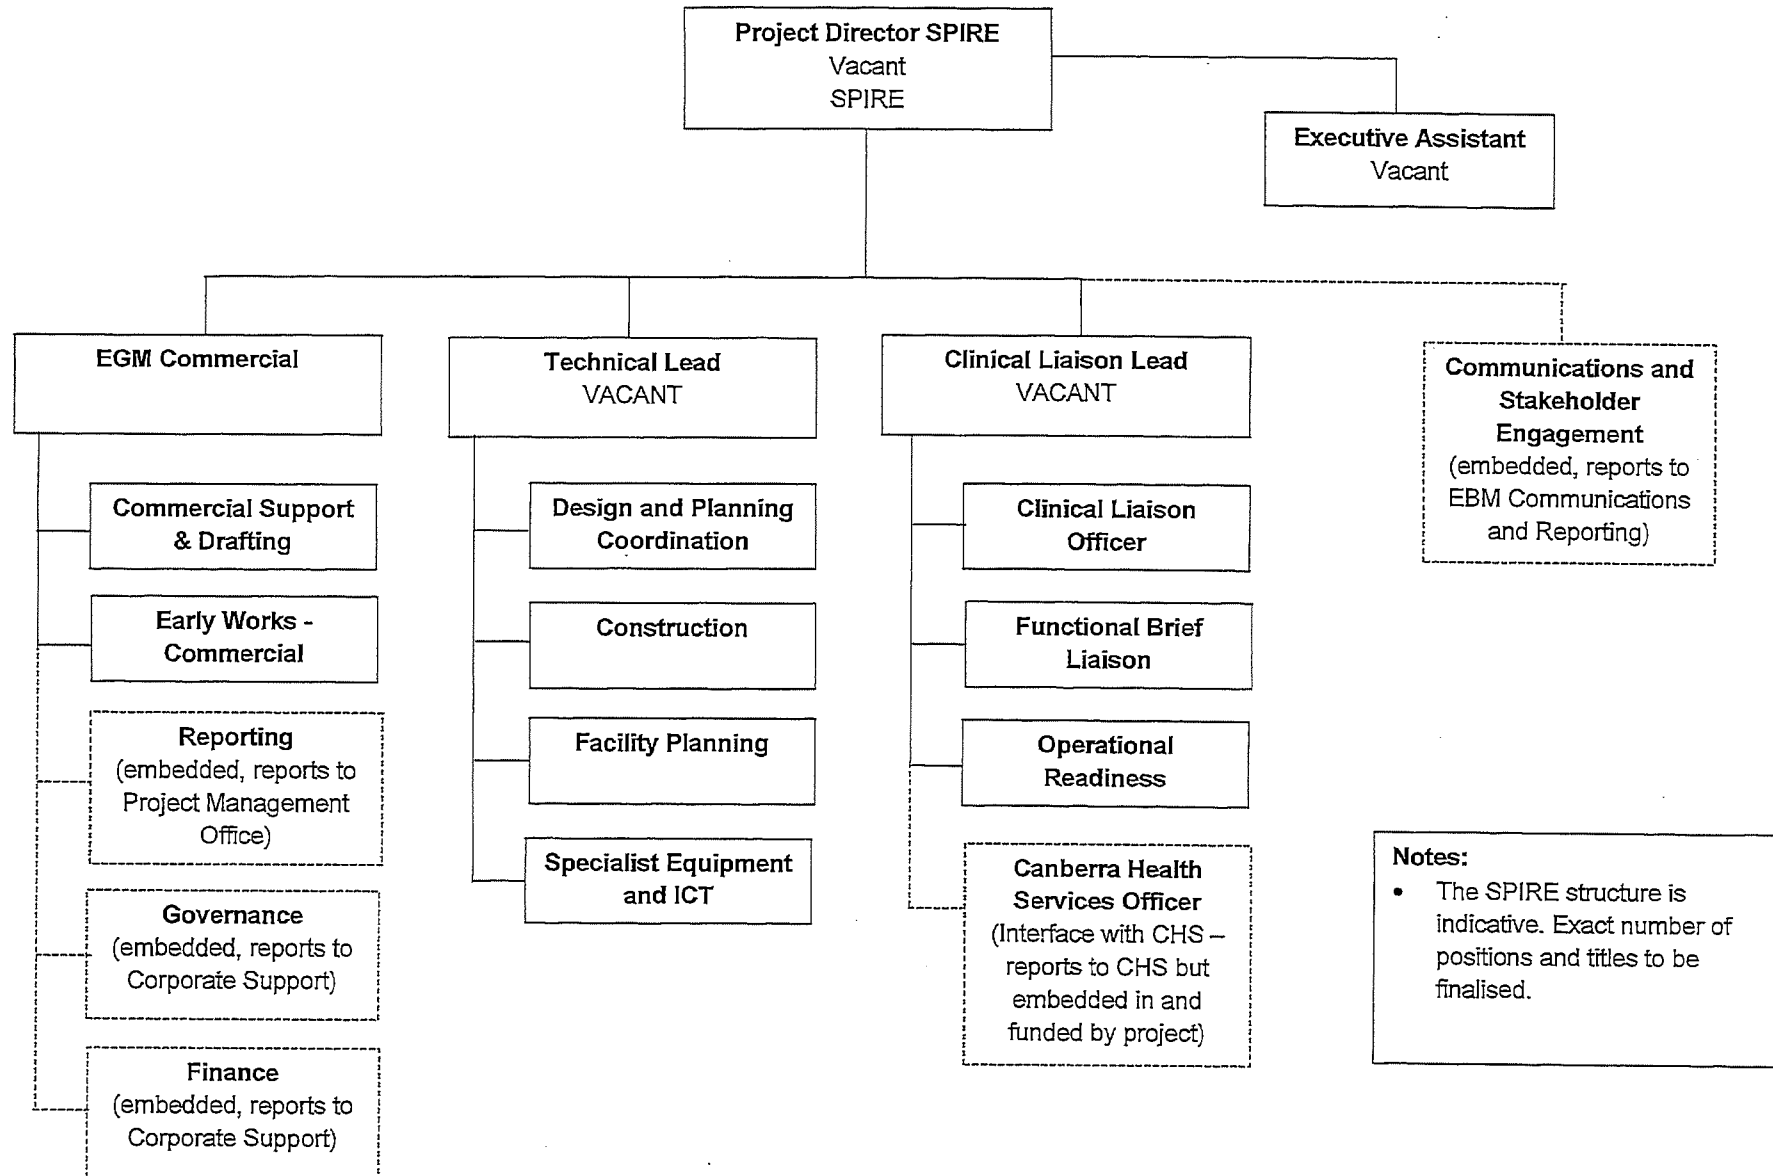 Project Director SPIRE
Vacant
SPIRE
Executive Assistant
Vacant
EGM Commercial
Technical Lead
VACANT
Clinical Liaison Lead
VACANT
Communications and
Stakeholder
Engagement
(embedded, reports to
EBM Communications
and Reporting)
Commercial Support
& Drafting
Early Works -
Commercial
Reporting
(embedded, reports to
Project Management
Office)
Governance
(embedded, reports to
Corporate Support)
Finance
(embedded, reports to
Corporate Support)
Design and Planning
Coordination
Construction
Facility Planning
Specialist Equipment
and ICT
Clinical Liaison
Officer
Functional Brief
Liaison
Operational
Readiness
Canberra Health
Services Officer
(Interface with CHS –
reports to CHS but
embedded in and
funded by project)
Notes:
• The SPIRE structure is
indicative. Exact number of
positions and titles to be
finalised.